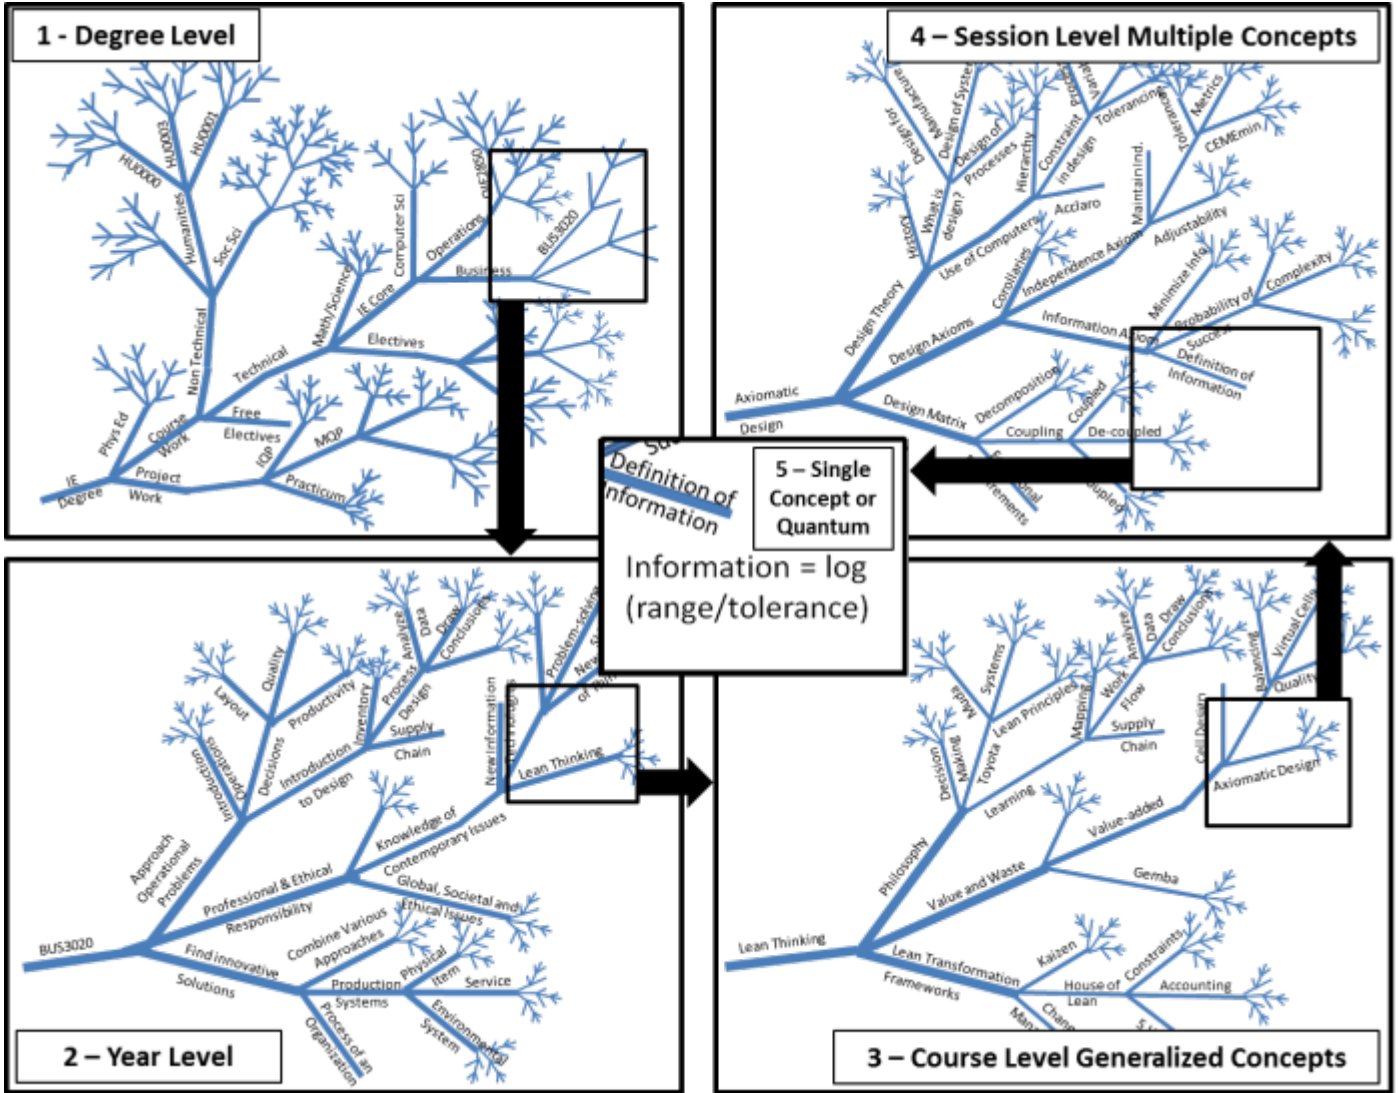 1 - Degree Level
HU0000
HU0003
HU0001
Humanities
Soc Sci
Non Technical
Phys Ed
Course
Work
Free
Electives
Technical
Math/Science
IE Core
Computer Sci
Operations
Business
BUS3020
Electives
IE
Degree
Project
Work
IQP
MQP
Practicum
4 – Session Level Multiple Concepts
Design for
Manufacture
Design of
Processes
What is
design?
History
Hierarchy
Constraint
in design
Tolerancing
Tolerance
Metrics
CEMEmin
Maintain Ind.
Adjustability
Acclaro
Use of Computers
Corollaries
Independence Axiom
Design Theory
Design Axioms
Information Axiom
Minimize Info
Probability of
Success
Complexity
Definition of
Information
Axiomatic
Design
Design Matrix
Decomposition
Coupling
Coupled
De-coupled
5 – Single
Concept or
Quantum
Definition of
Information
Information = log
(range/tolerance)
Layout
Quality
Productivity
Introduction
Operations
Decisions
Introduction
to Design
Inventory
Process
Design
Analyze
Data
Draw
Conclusions
Supply
Chain
New Information
Technologies
Problem-solving
Lean Thinking
Knowledge of
Contemporary Issues
Approach
Operational
Problems
Professional & Ethical
Responsibility
Global, Societal and
Ethical Issues
BUS3020
Find innovative
Solutions
Combine Various
Approaches
Production
Systems
Physical
Item
Service
Environmental
System
Process of an
Organization
2 – Year Level
Muda
Systems
Lean Principles
Decision
Making
Toyota
Learning
Mapping
Work
Flow
Analyze
Data
Draw
Conclusions
Supply
Chain
Cell Design
Balancing
Virtual Cells
Quality
Axiomatic Design
Value-added
Philosophy
Value and Waste
Gemba
Lean Thinking
Lean Transformation
Frameworks
Kaizen
House of
Lean
Constraints
Accounting
3 – Course Level Generalized Concepts